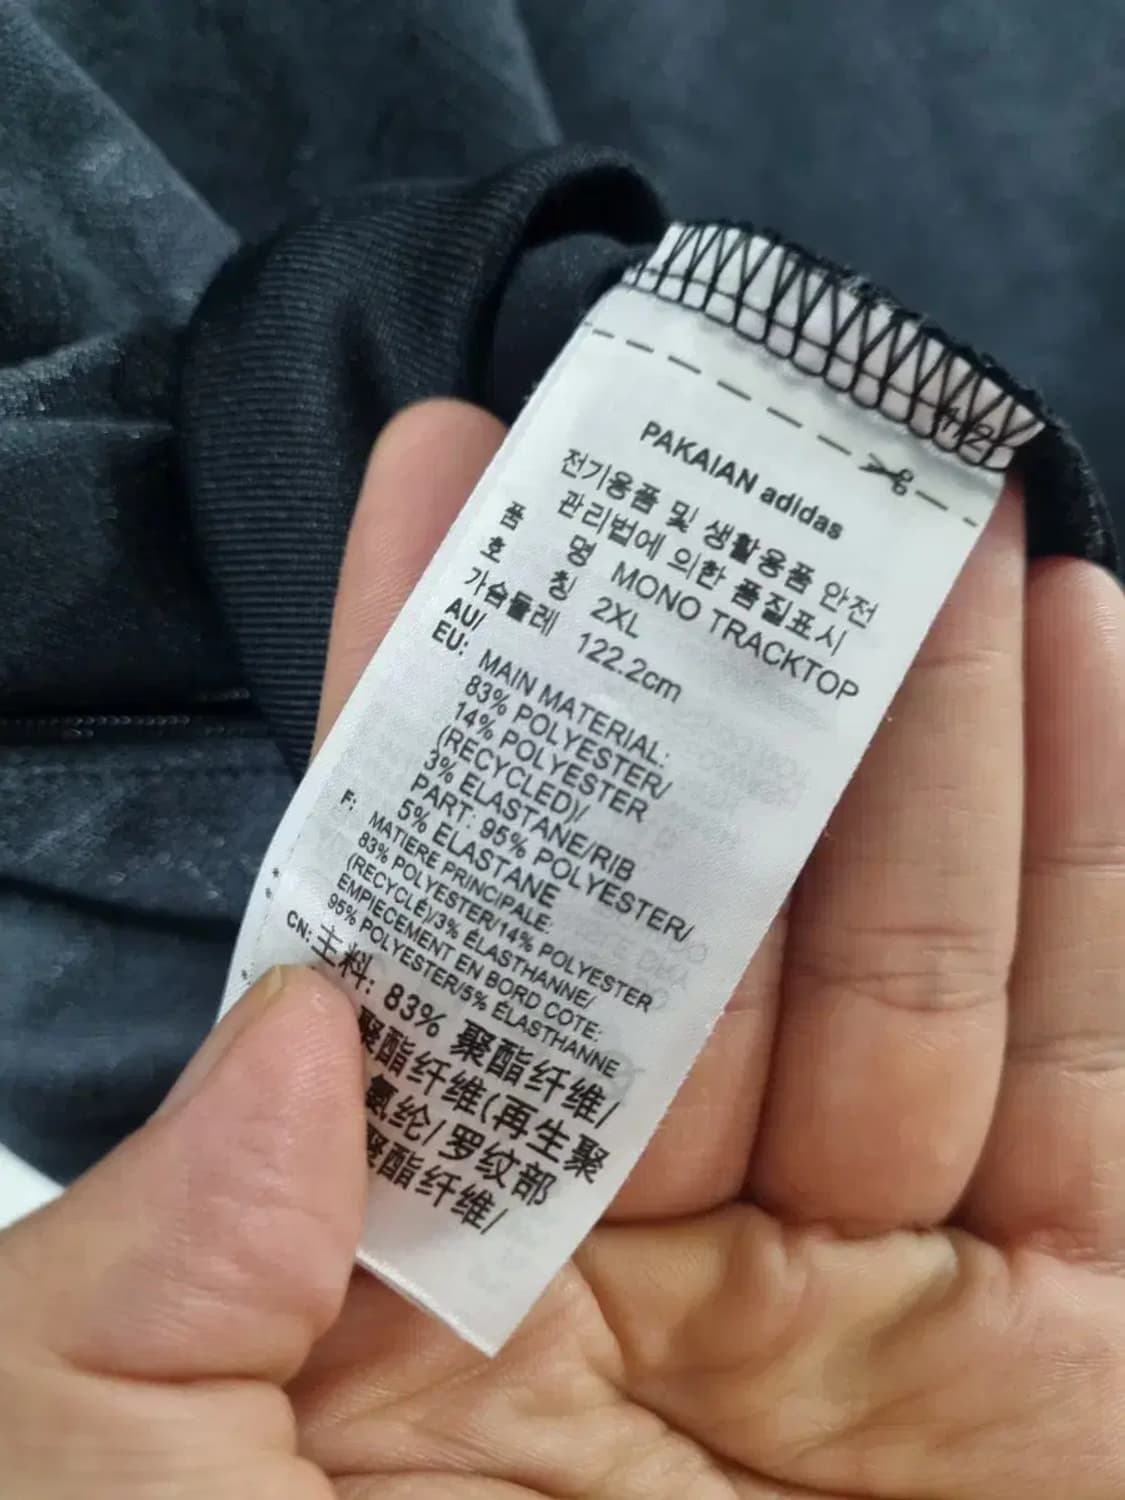 4/2
PAKAIAN adidas
전기용품 및 생활용품 안전
관리법에 의한 품질표시
품 명 MONO TRACKTOP
호 칭 2XL
가슴둘레 122.2cm
AU/
EU: MAIN MATERIAL:
83% POLYESTER/
14% POLYESTER
(RECYCLED)/
3% ELASTANE/RIB
PART: 95% POLYESTER/
5% ELASTANE
F: MATIERE PRINCIPALE:
83% POLYESTER/14% POLYESTER
(RECYCLÉ)/3% ÉLASTHANNE/
EMPIECEMENT EN BORD COTE:
95% POLYESTER/5% ÉLASTHANNE
CN: 主料: 83% 聚酯纤维/
聚酯纤维(再生聚
氨纶/ 罗纹部
聚酯纤维/